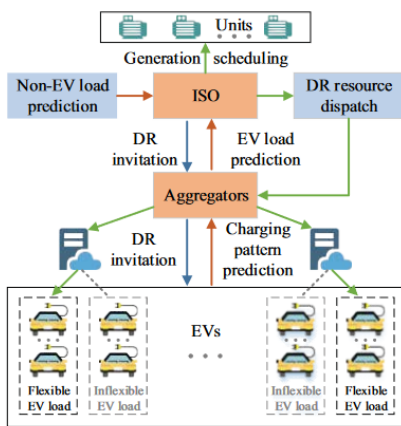 Units
Generation scheduling
Non-EV load
prediction
ISO
DR resource
dispatch
DR
invitation
EV load
prediction
Aggregators
DR
invitation
Charging
pattern
prediction
EVs
Flexible
EV load
Inflexible
EV load
Inflexible
EV load
Flexible
EV load